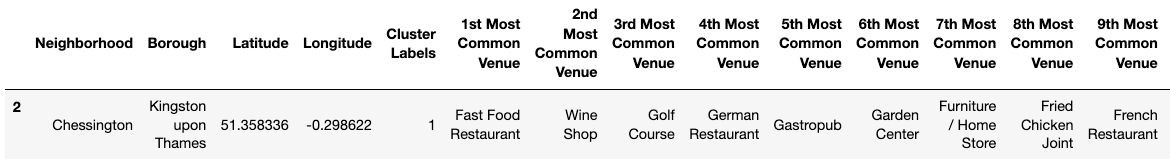 Neighborhood Borough Latitude Longitude Cluster Labels 1st Most Common Venue 2nd Most Common Venue 3rd Most Common Venue 4th Most Common Venue 5th Most Common Venue 6th Most Common Venue 7th Most Common Venue 8th Most Common Venue 9th Most Common Venue
2 Chessington Kingston upon Thames 51.358336 -0.298622 1 Fast Food Restaurant Wine Shop Golf Course German Restaurant Gastropub Garden Center Furniture / Home Store Fried Chicken Joint French Restaurant